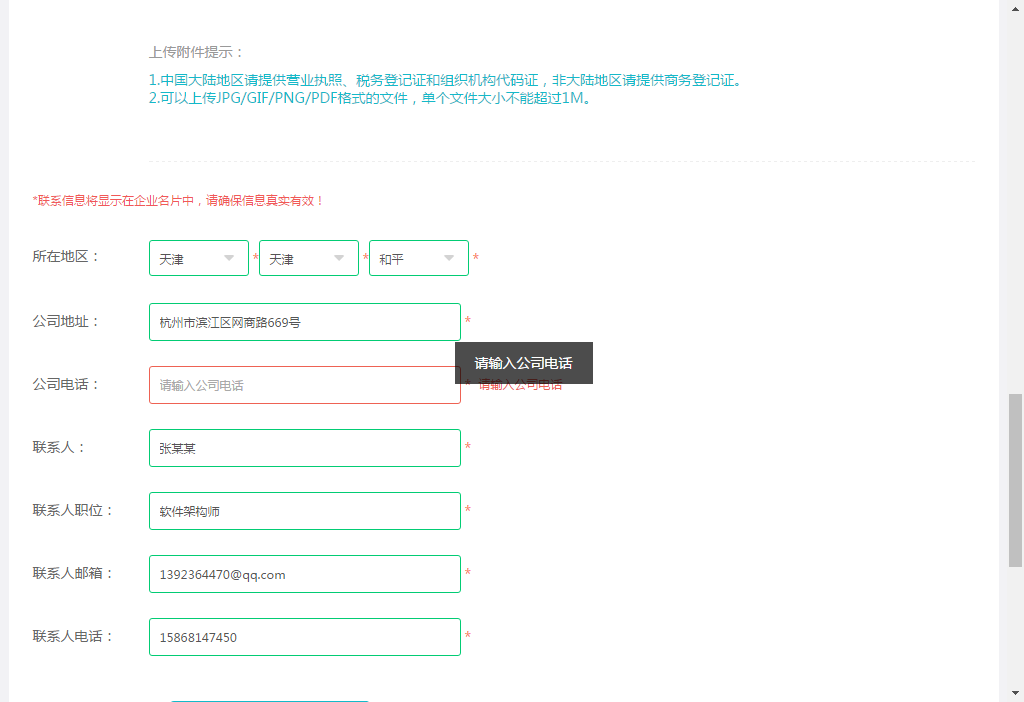 上传附件提示：
1.中国大陆地区请提供营业执照、税务登记证和组织机构代码证，非大陆地区请提供商务登记证。
2.可以上传JPG/GIF/PNG/PDF格式的文件，单个文件大小不能超过1M。
*联系信息将显示在企业名片中，请确保信息真实有效！
所在地区： 天津 * 天津 * 和平 *
公司地址： 杭州市滨江区网商路669号 *
请输入公司电话
公司电话： 请输入公司电话 * 请输入公司电话
联系人： 张某某 *
联系人职位： 软件架构师 *
联系人邮箱： 1392364470@qq.com *
联系人电话： 15868147450 *